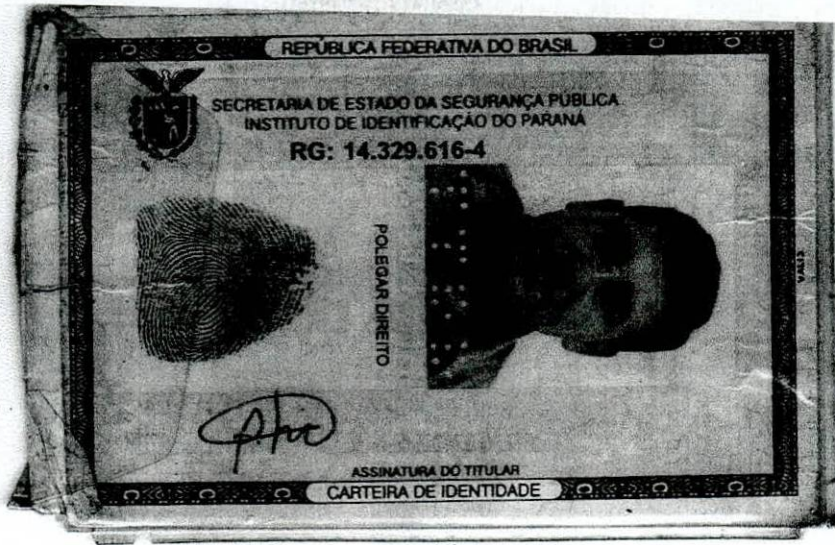 REPÚBLICA FEDERATIVA DO BRASIL
SECRETARIA DE ESTADO DA SEGURANÇA PÚBLICA
INSTITUTO DE IDENTIFICAÇÃO DO PARANÁ
RG: 14.329.616-4
POLEGAR DIREITO
ASSINATURA DO TITULAR
CARTEIRA DE IDENTIDADE